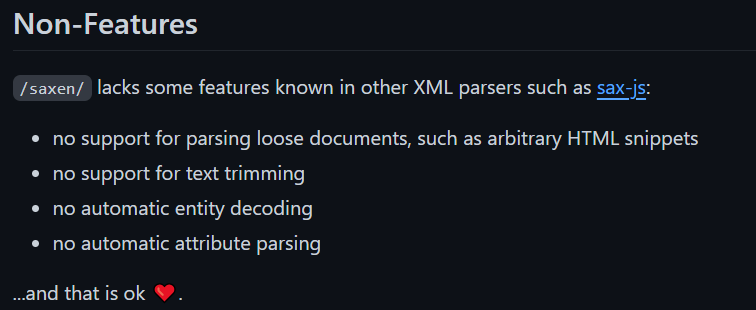 Non-Features
/saxen/ lacks some features known in other XML parsers such as sax-js:
• no support for parsing loose documents, such as arbitrary HTML snippets
• no support for text trimming
• no automatic entity decoding
• no automatic attribute parsing
...and that is ok ❤️.